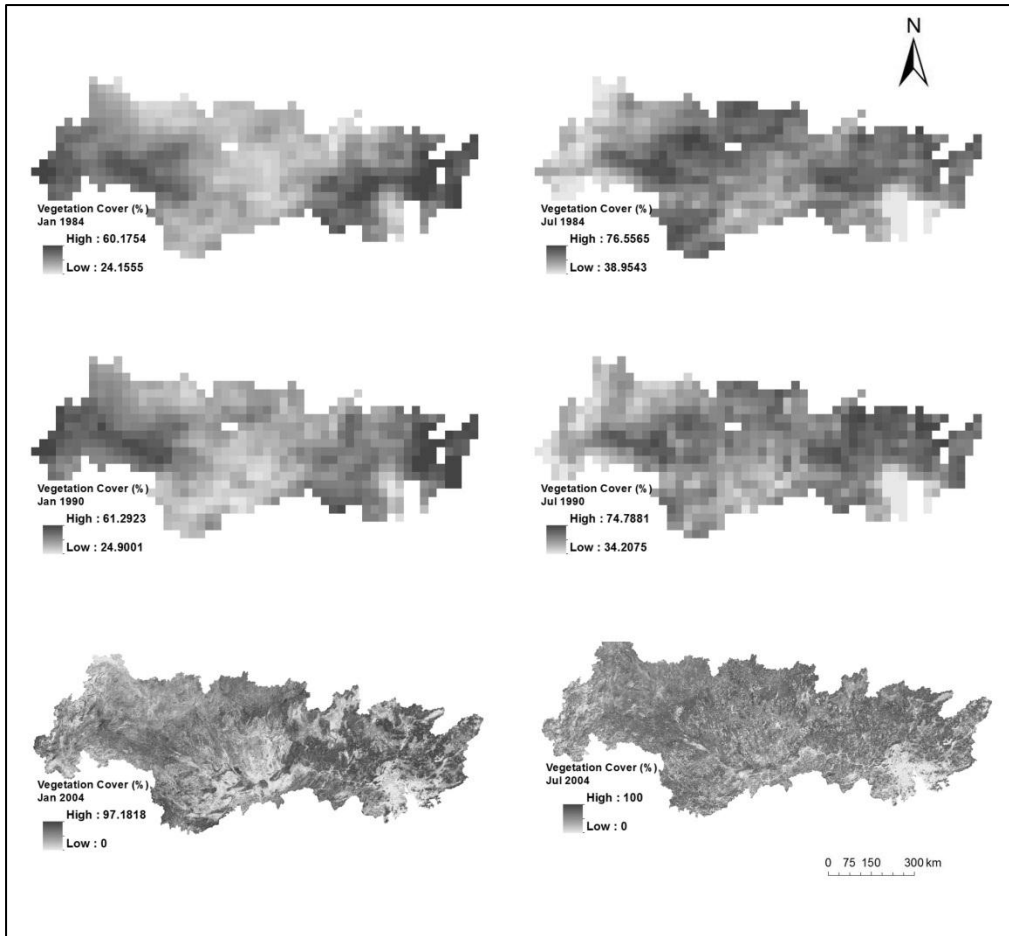 N
Vegetation Cover (%)
Jan 1984
High : 60.1754
Low : 24.1555
Vegetation Cover (%)
Jul 1984
High : 76.5565
Low : 38.9543
Vegetation Cover (%)
Jan 1990
High : 61.2923
Low : 24.9001
Vegetation Cover (%)
Jul 1990
High : 74.7881
Low : 34.2075
Vegetation Cover (%)
Jan 2004
High : 97.1818
Low : 0
Vegetation Cover (%)
Jul 2004
High : 100
Low : 0
0 75 150 300 km